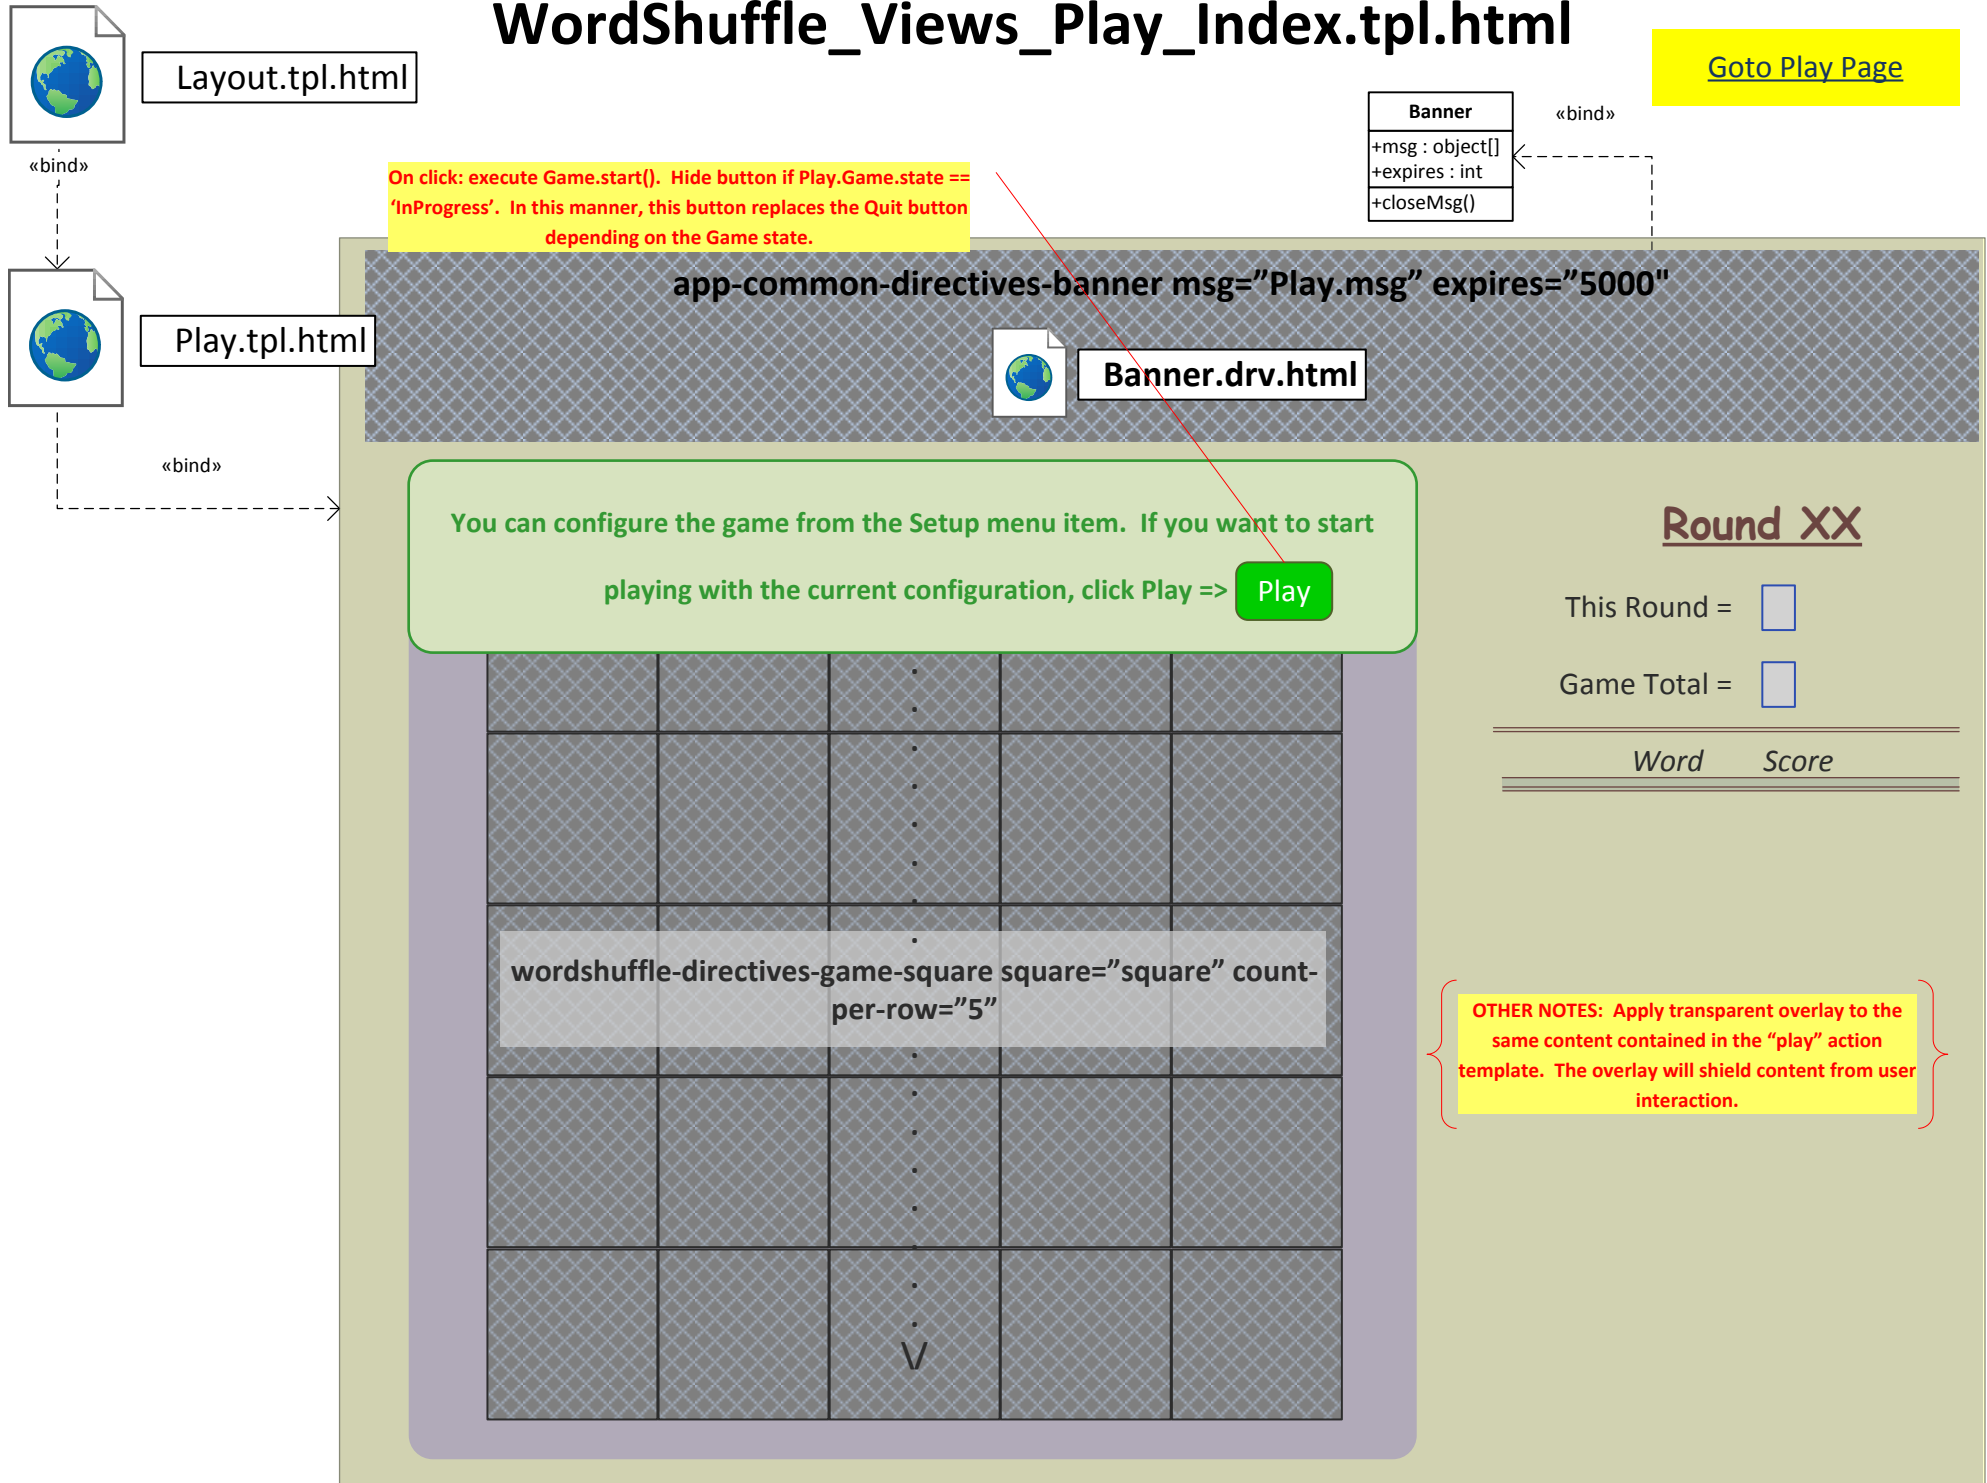 WordShuffle_Views_Play_Index.tpl.html
Layout.tpl.html
Goto Play Page
Banner
+msg : object[]
+expires : int
+closeMsg()
«bind»
«bind»
On click: execute Game.start().  Hide button if Play.Game.state ==
‘InProgress’.  In this manner, this button replaces the Quit button
depending on the Game state.
app-common-directives-banner msg=”Play.msg” expires=”5000"
Play.tpl.html
Banner.drv.html
«bind»
You can configure the game from the Setup menu item.  If you want to start
playing with the current configuration, click Play =>
Play
Round XX
This Round =
Game Total =
Word Score
wordshuffle-directives-game-square square=”square” count-
per-row=”5”
OTHER NOTES:  Apply transparent overlay to the
same content contained in the “play” action
template.  The overlay will shield content from user
interaction.